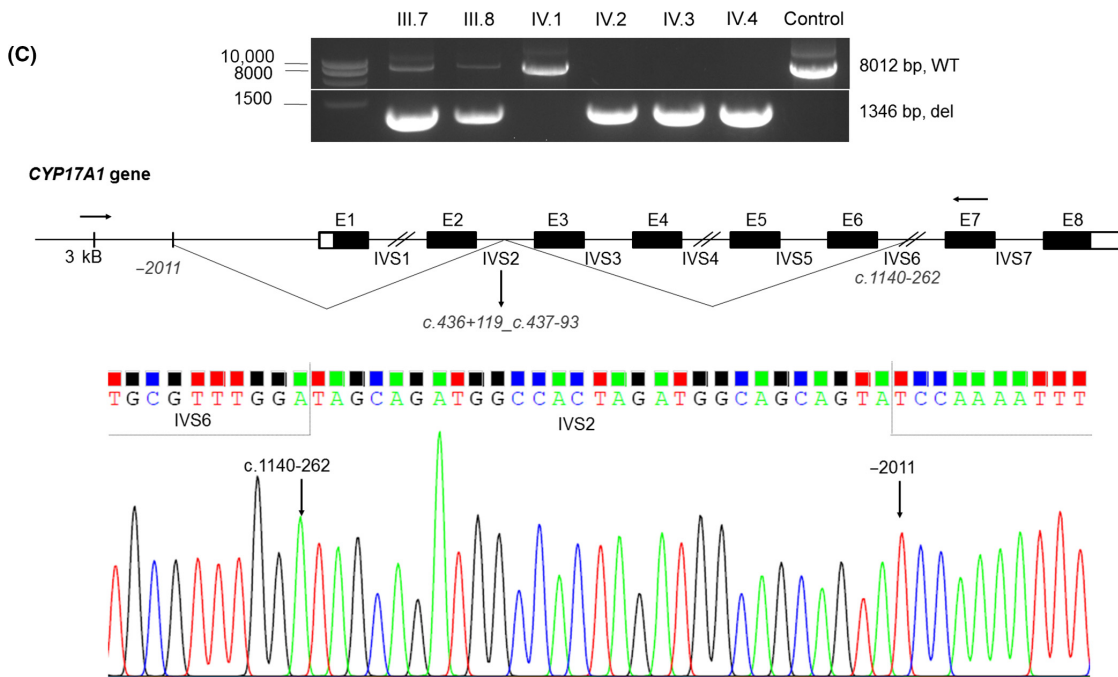 (C)
III.7 III.8 IV.1 IV.2 IV.3 IV.4 Control
10,000
8000
1500
8012 bp, WT
1346 bp, del
CYP17A1 gene
E1 E2 E3 E4 E5 E6 E7 E8
3 kB
IVS1 IVS2 IVS3 IVS4 IVS5 IVS6 IVS7
–2011
c.1140-262
c.436+119_c.437-93
TGCGTTTGGATAGCAGATGGCCACTAGATGGCAGCAGTATCCAAAATTT
IVS6 IVS2
c.1140-262
–2011